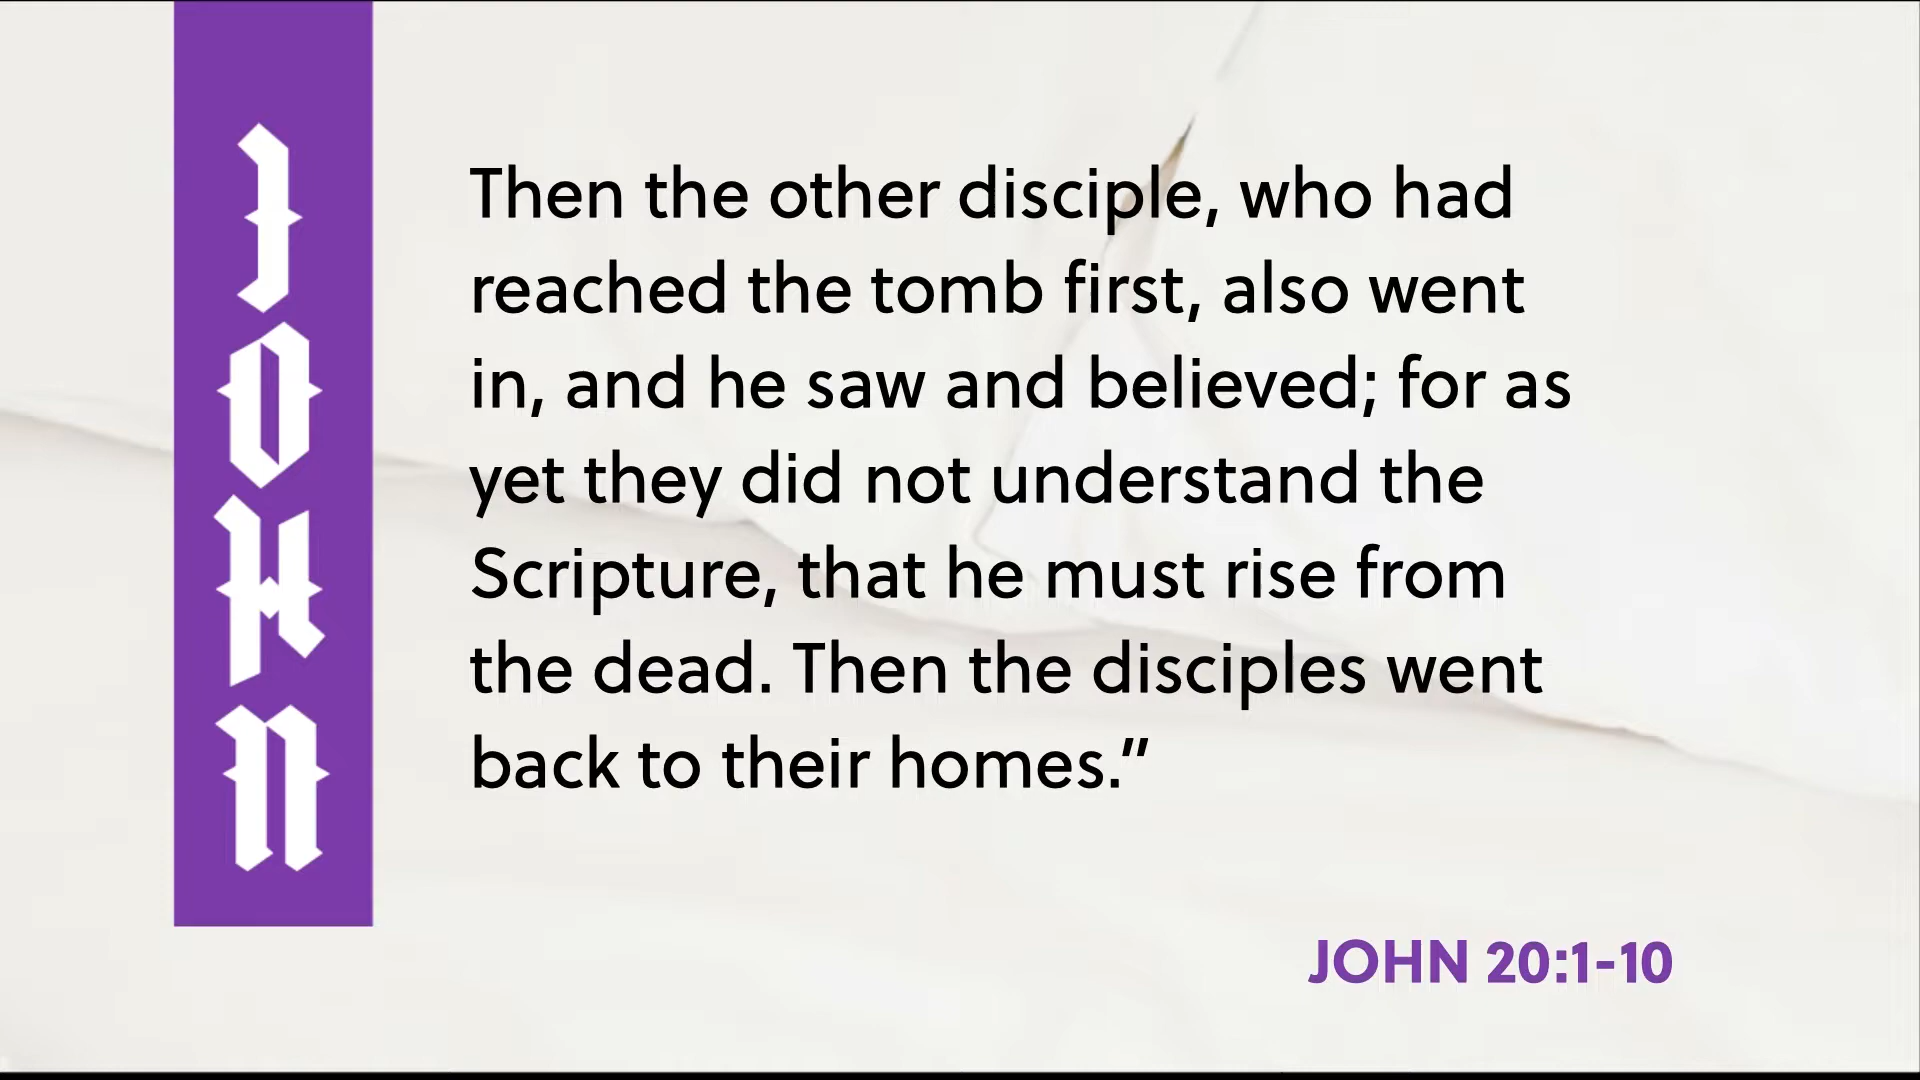 JOHN
Then the other disciple, who had
reached the tomb first, also went
in, and he saw and believed; for as
yet they did not understand the
Scripture, that he must rise from
the dead. Then the disciples went
back to their homes.”
JOHN 20:1-10